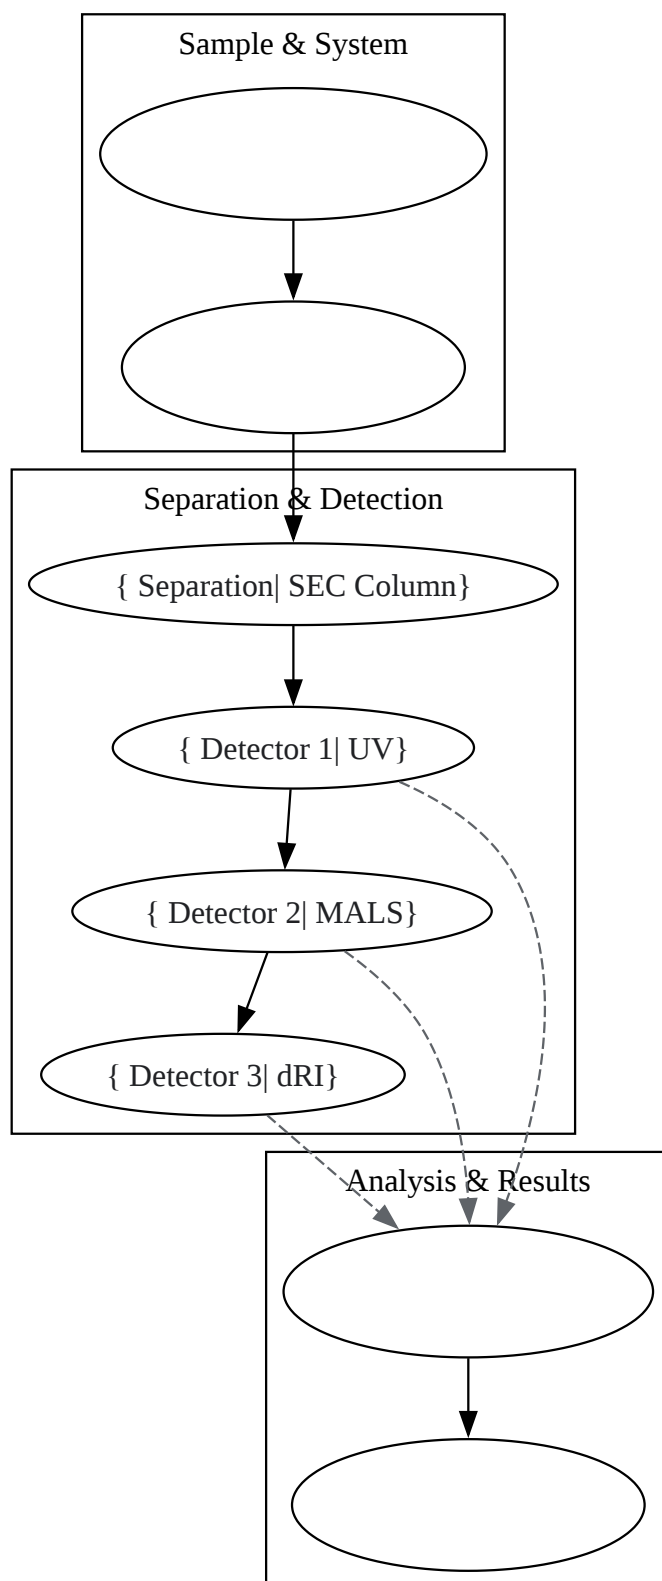 Sample & System
Separation & Detection
{ Separation| SEC Column}
{ Detector 1| UV}
{ Detector 2| MALS}
{ Detector 3| dRI}
Analysis & Results